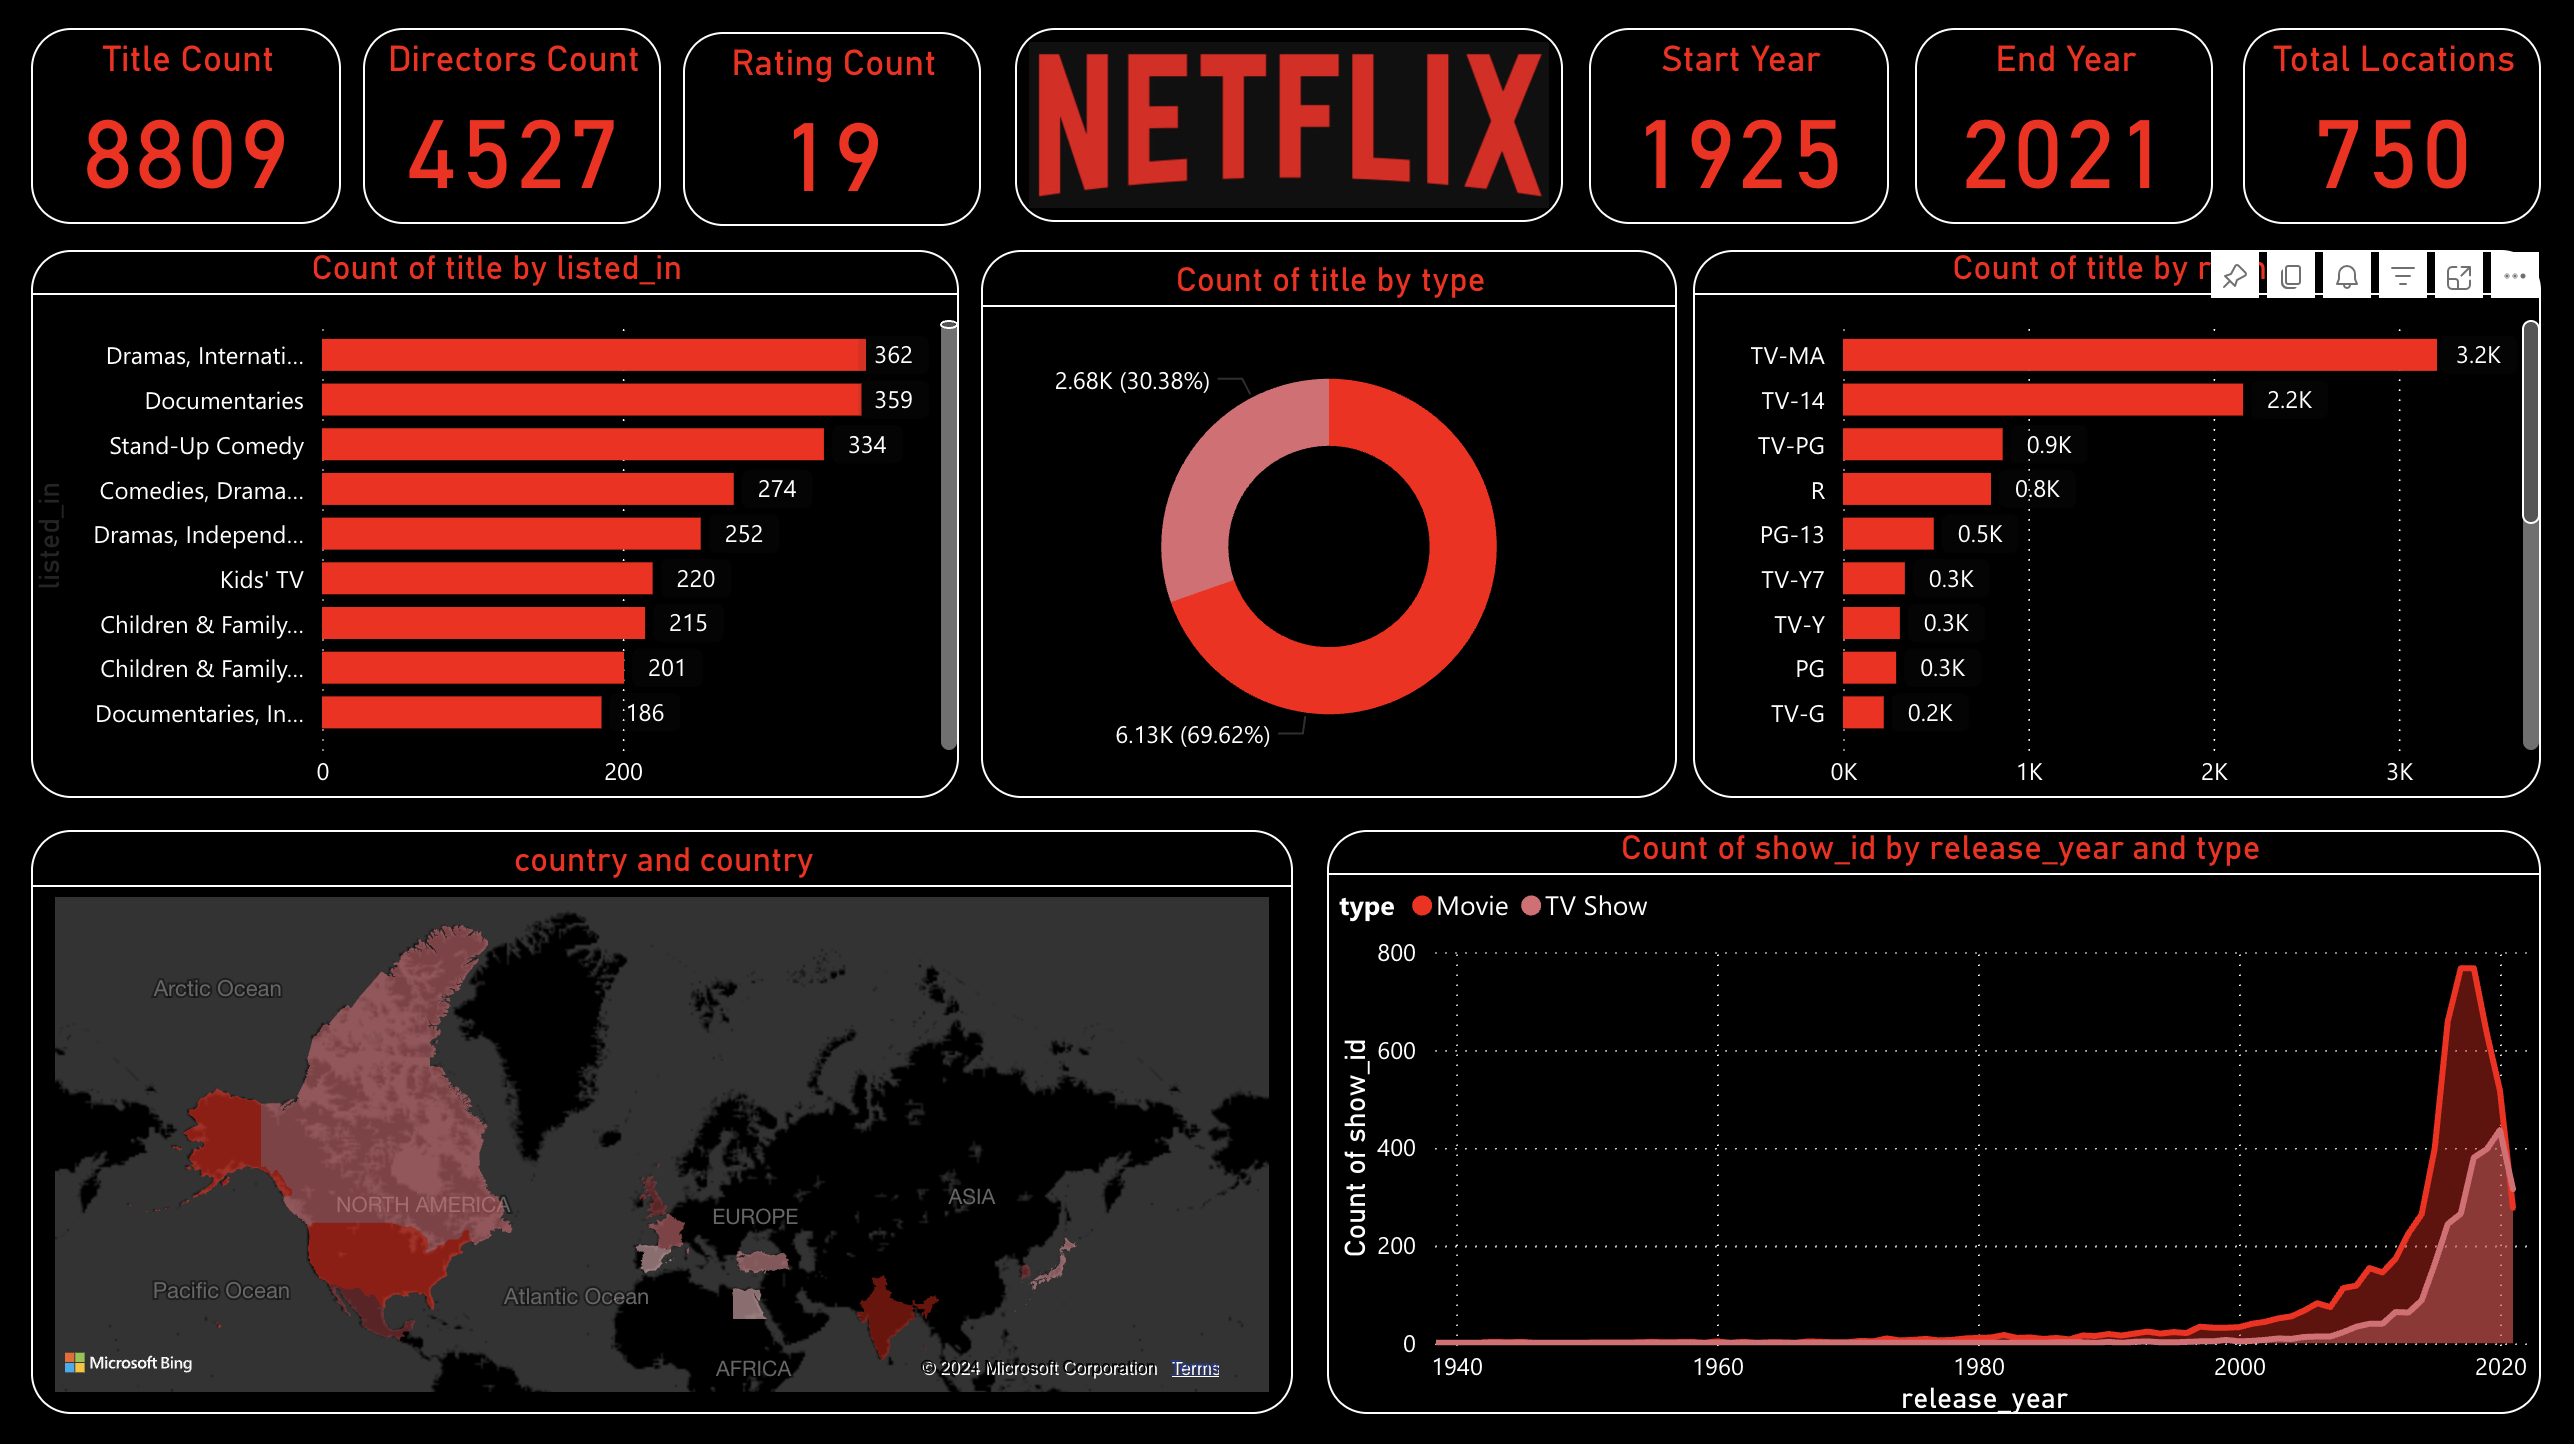 Title Count
8809
Directors Count
4527
Rating Count
19
NETFLIX
Start Year
1925
End Year
2021
Total Locations
750
Count of title by listed_in
listed_in
Dramas, Internati... 362
Documentaries 359
Stand-Up Comedy 334
Comedies, Drama... 274
Dramas, Independ... 252
Kids' TV 220
Children & Family... 215
Children & Family... 201
Documentaries, In... 186
0 200
Count of title by type
2.68K (30.38%)
6.13K (69.62%)
Count of title by
TV-MA 3.2K
TV-14 2.2K
TV-PG 0.9K
R 0.8K
PG-13 0.5K
TV-Y7 0.3K
TV-Y 0.3K
PG 0.3K
TV-G 0.2K
0K 1K 2K 3K
country and country
Arctic Ocean
NORTH AMERICA
EUROPE
ASIA
Pacific Ocean
Atlantic Ocean
AFRICA
Microsoft Bing
© 2024 Microsoft Corporation Terms
Count of show_id by release_year and type
type Movie TV Show
Count of show_id
800
600
400
200
0
1940 1960 1980 2000 2020
release_year